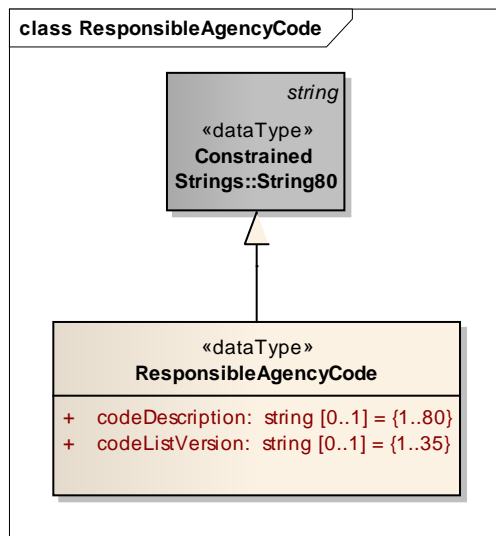 class ResponsibleAgencyCode
string
«dataType»
Constrained
Strings::String80
«dataType»
ResponsibleAgencyCode
+ codeDescription: string [0..1] = {1..80}
+ codeListVersion: string [0..1] = {1..35}